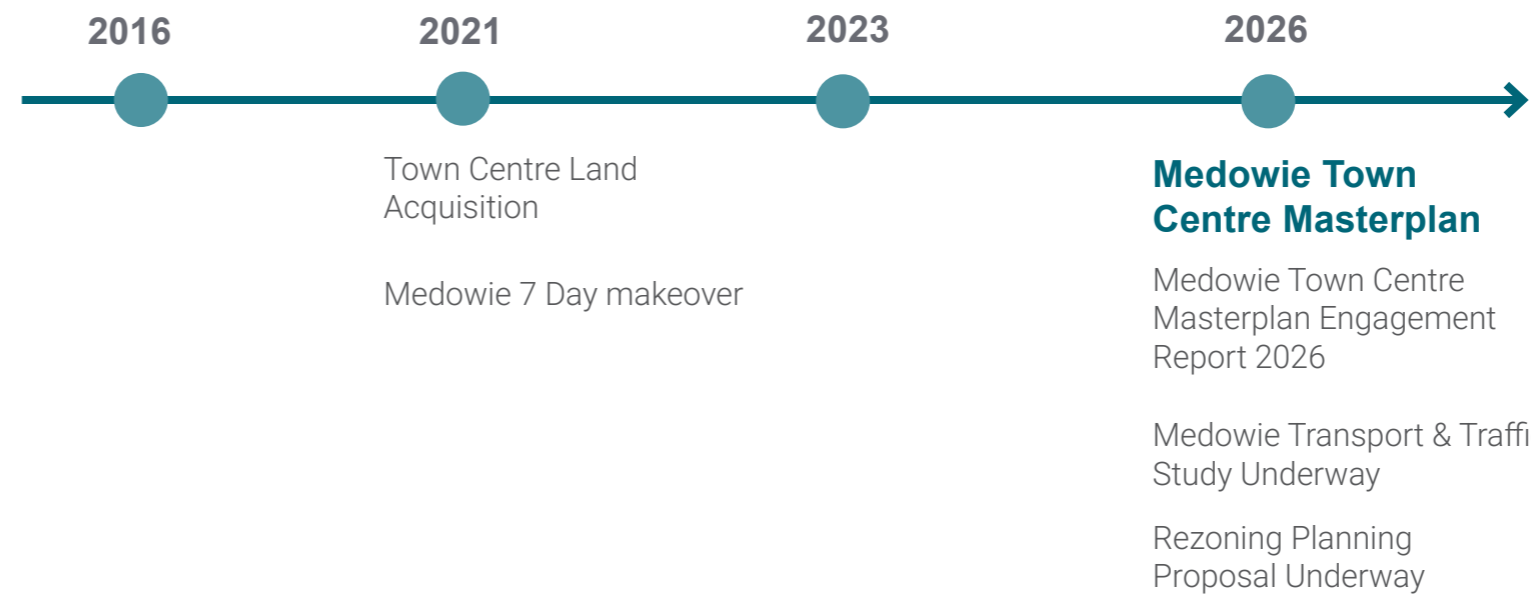 2016
2021
2023
2026
Town Centre Land
Acquisition
Medowie 7 Day makeover
Medowie Town
Centre Masterplan
Medowie Town Centre
Masterplan Engagement
Report 2026
Medowie Transport & Traffi
Study Underway
Rezoning Planning
Proposal Underway